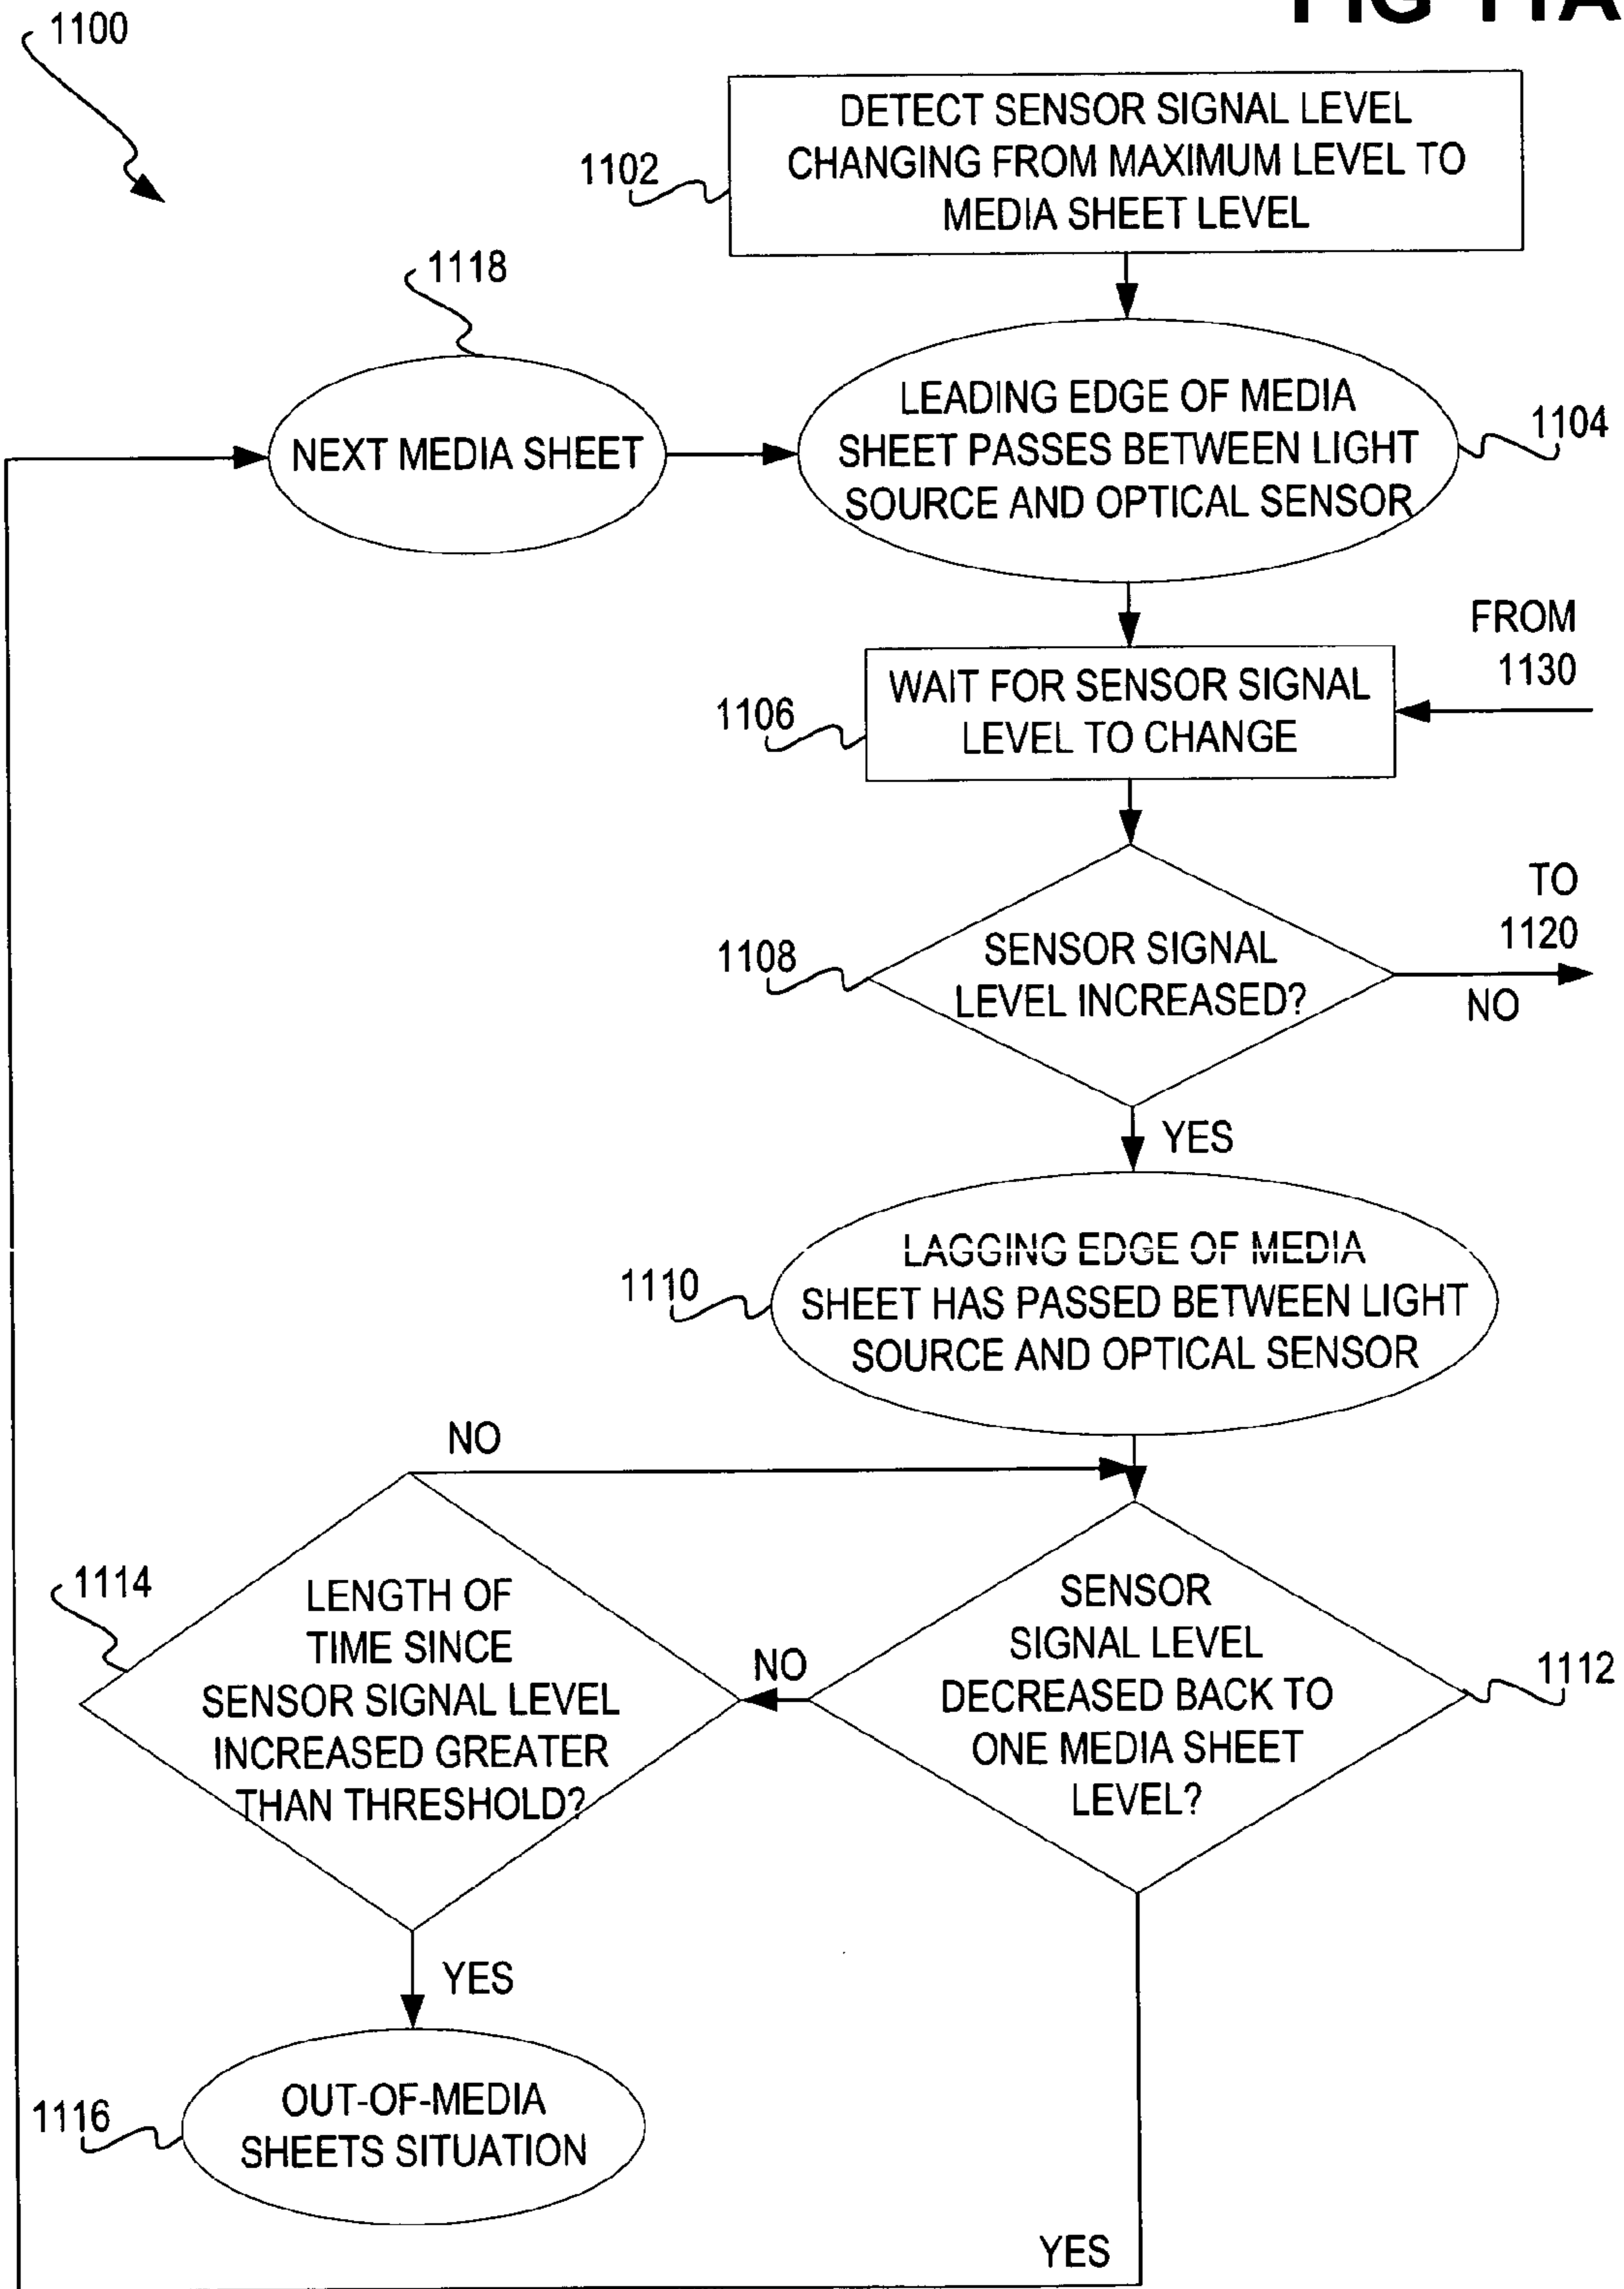 FIG 11A
1100
DETECT SENSOR SIGNAL LEVEL
CHANGING FROM MAXIMUM LEVEL TO
MEDIA SHEET LEVEL
1102
1118
NEXT MEDIA SHEET
LEADING EDGE OF MEDIA
SHEET PASSES BETWEEN LIGHT
SOURCE AND OPTICAL SENSOR
1104
FROM
1130
WAIT FOR SENSOR SIGNAL
LEVEL TO CHANGE
1106
TO
1120
SENSOR SIGNAL
LEVEL INCREASED?
1108
NO
YES
LAGGING EDGE OF MEDIA
SHEET HAS PASSED BETWEEN LIGHT
SOURCE AND OPTICAL SENSOR
1110
NO
1114
LENGTH OF
TIME SINCE
SENSOR SIGNAL LEVEL
INCREASED GREATER
THAN THRESHOLD?
NO
SENSOR
SIGNAL LEVEL
DECREASED BACK TO
ONE MEDIA SHEET
LEVEL?
1112
YES
OUT-OF-MEDIA
SHEETS SITUATION
1116
YES